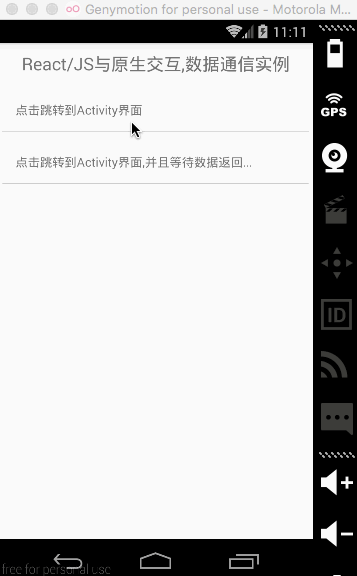 Genymotion for personal use - Motorola M...
11:11
React/JS与原生交互,数据通信实例
点击跳转到Activity界面
点击跳转到Activity界面,并且等待数据返回...
GPS
ID
free for personal use